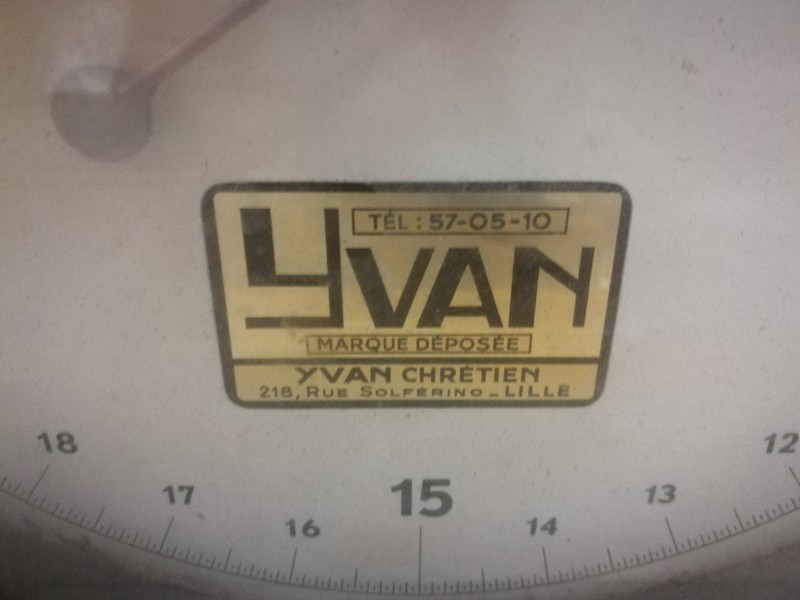 TÉL : 57-05-10
YVAN
MARQUE DÉPOSÉE
YVAN CHRÉTIEN
218, RUE SOLFÉRINO - LILLE
18
17
16
15
14
13
12